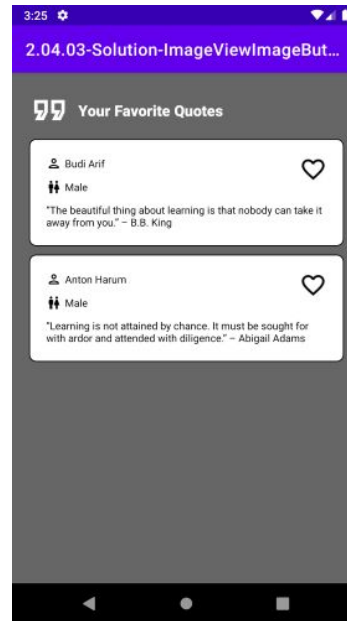 3:25
2.04.03-Solution-ImageViewImageBut...
Your Favorite Quotes
Budi Arif
Male
"The beautiful thing about learning is that nobody can take it
away from you." – B.B. King
Anton Harum
Male
"Learning is not attained by chance. It must be sought for
with ardor and attended with diligence." – Abigail Adams